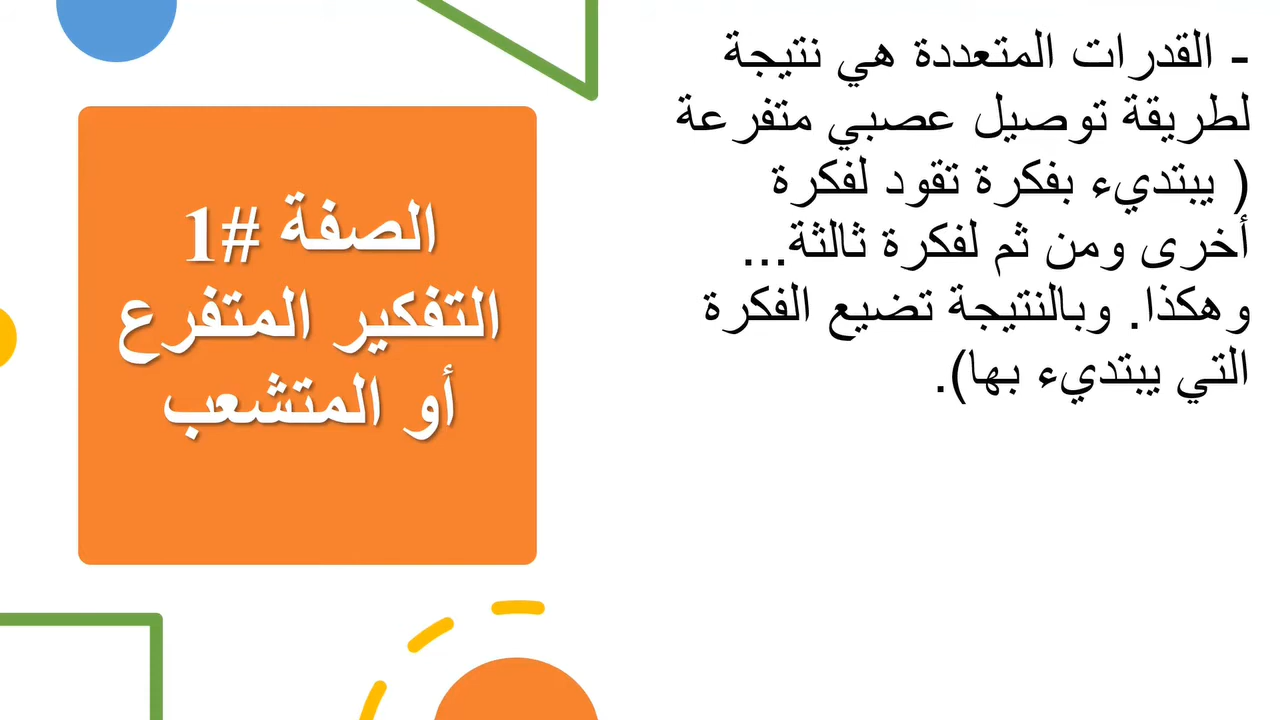 الصفة #1
التفكير المتفرع
أو المتشعب
- القدرات المتعددة هي نتيجة
لطريقة توصيل عصبي متفرعة
( يبتديء بفكرة تقود لفكرة
أخرى ومن ثم لفكرة ثالثة...
وهكذا. وبالنتيجة تضيع الفكرة
التي يبتديء بها).